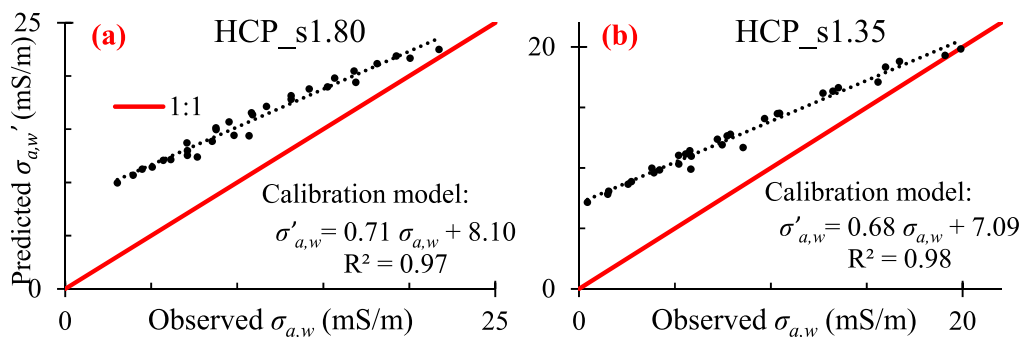 Predicted σa,w′ (mS/m)
25
(a)
HCP_s1.80
1:1
Calibration model:
σ′a,w= 0.71 σa,w + 8.10
R² = 0.97
0
0
25
Observed σa,w (mS/m)
(b)
HCP_s1.35
20
Calibration model:
σ′a,w= 0.68 σa,w + 7.09
R² = 0.98
0
0
20
Observed σa,w (mS/m)